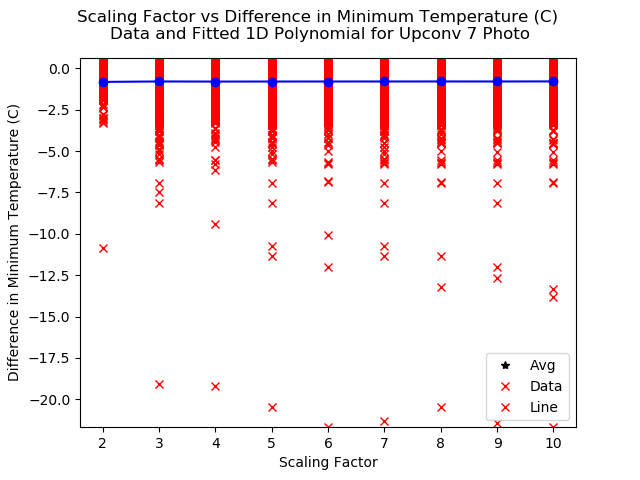 Scaling Factor vs Difference in Minimum Temperature (C)
Data and Fitted 1D Polynomial for Upconv 7 Photo
Difference in Minimum Temperature (C)
0.0
−2.5
−5.0
−7.5
−10.0
−12.5
−15.0
−17.5
−20.0
Avg
Data
Line
2 3 4 5 6 7 8 9 10
Scaling Factor